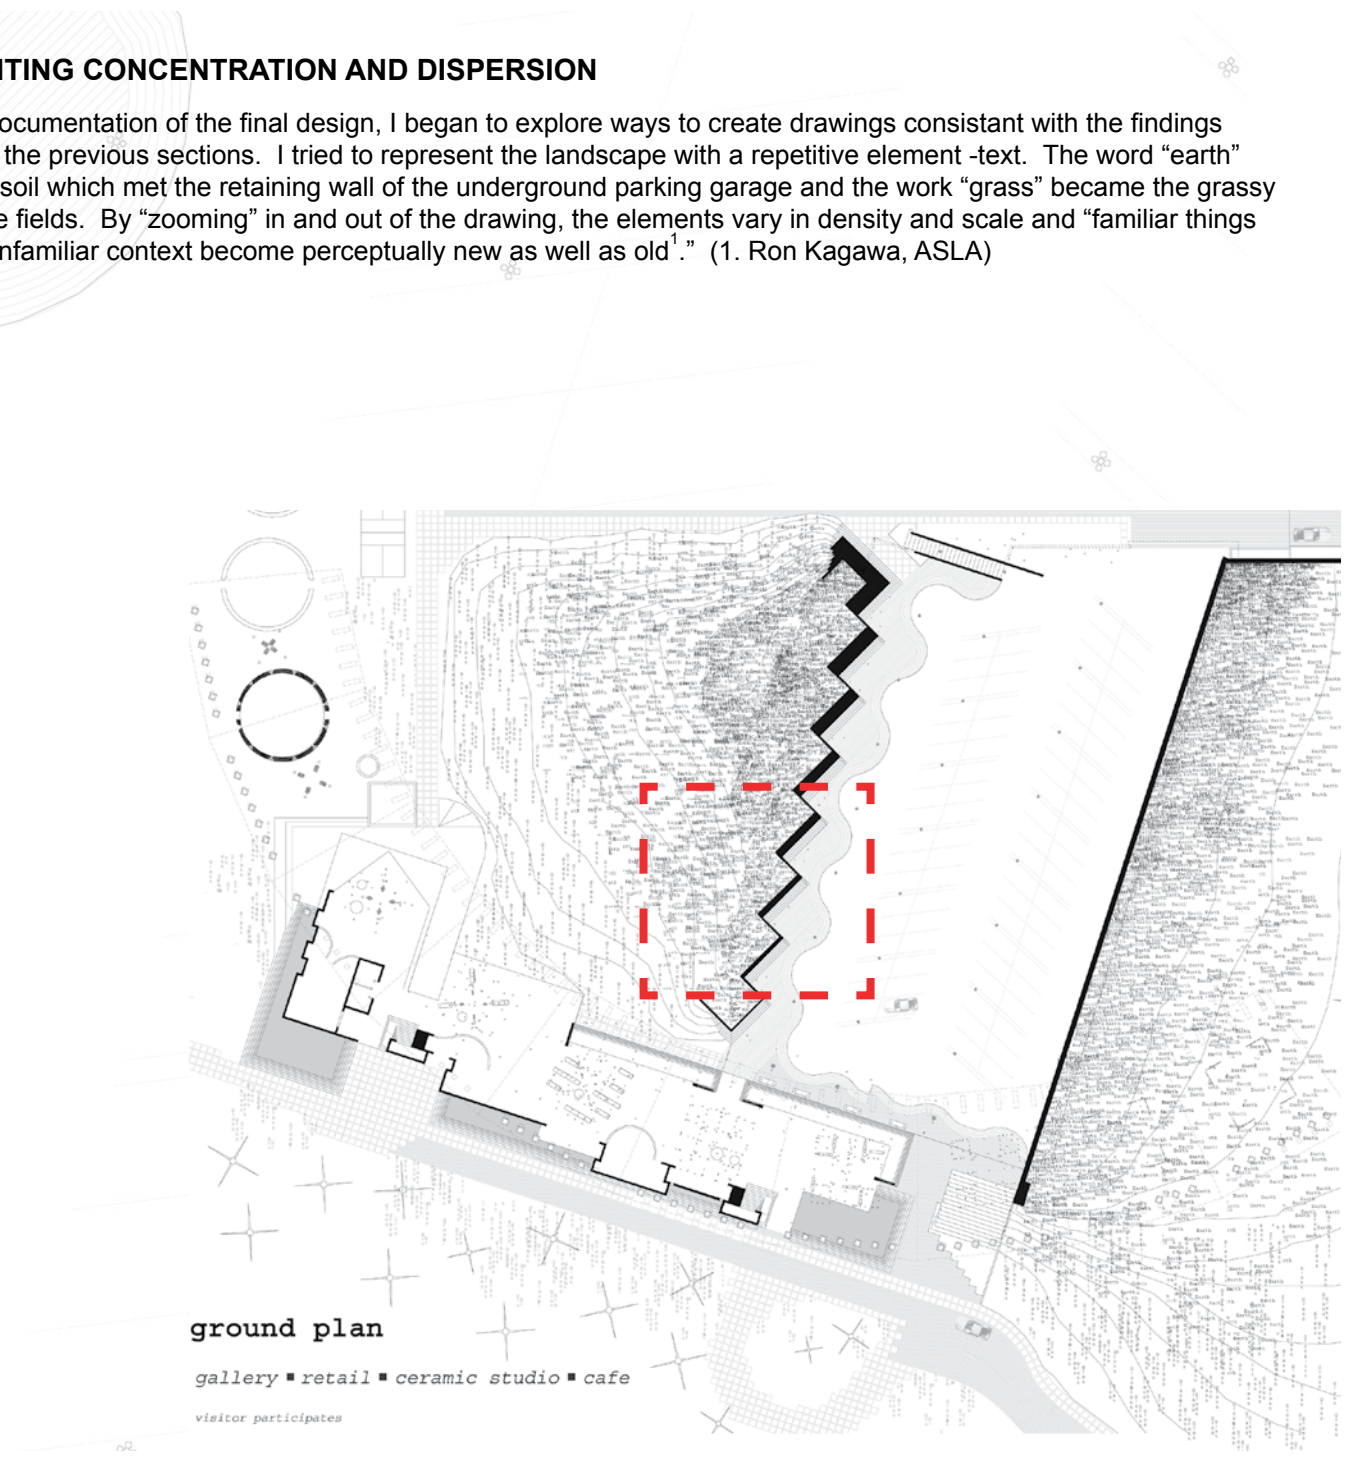 ITING CONCENTRATION AND DISPERSION
ocumentation of the final design, I began to explore ways to create drawings consistant with the findings
the previous sections.  I tried to represent the landscape with a repetitive element -text.  The word “earth”
soil which met the retaining wall of the underground parking garage and the work “grass” became the grassy
e fields.  By “zooming” in and out of the drawing, the elements vary in density and scale and “familiar things
nfamiliar context become perceptually new as well as old1.”  (1. Ron Kagawa, ASLA)
ground plan
gallery ▪ retail ▪ ceramic studio ▪ cafe
visitor participates